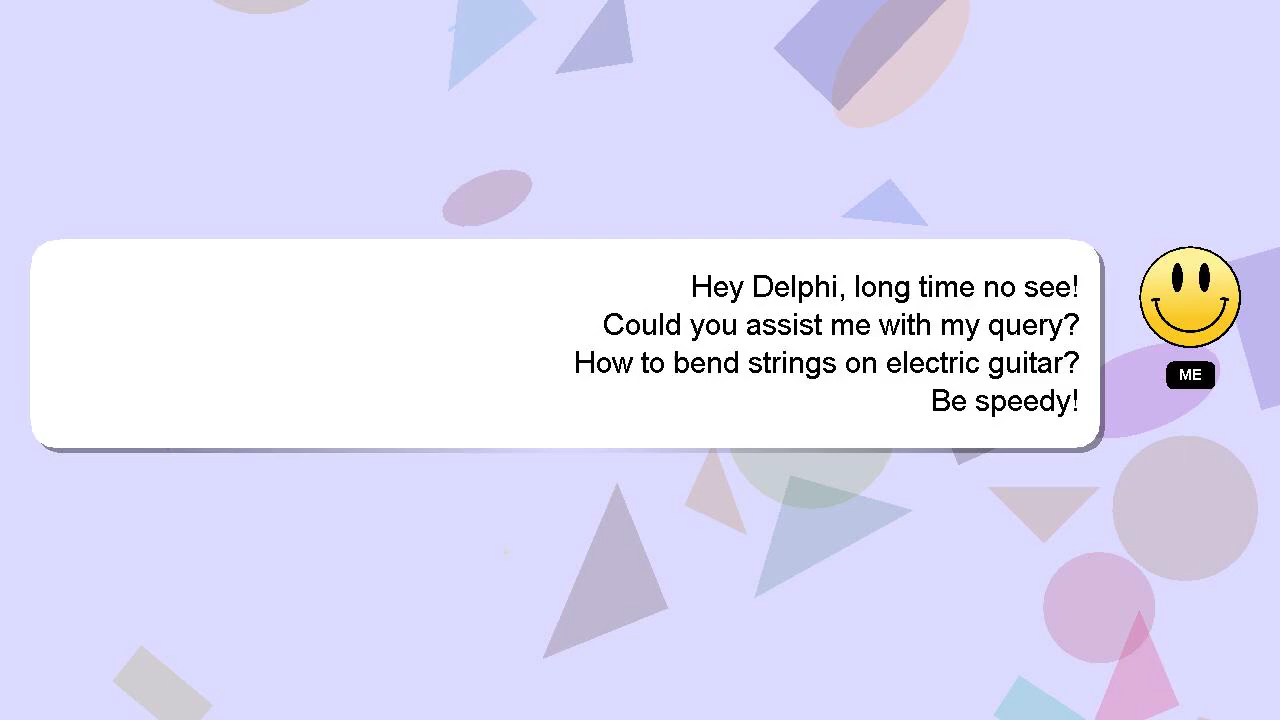 Hey Delphi, long time no see!
Could you assist me with my query?
How to bend strings on electric guitar?
Be speedy!
ME